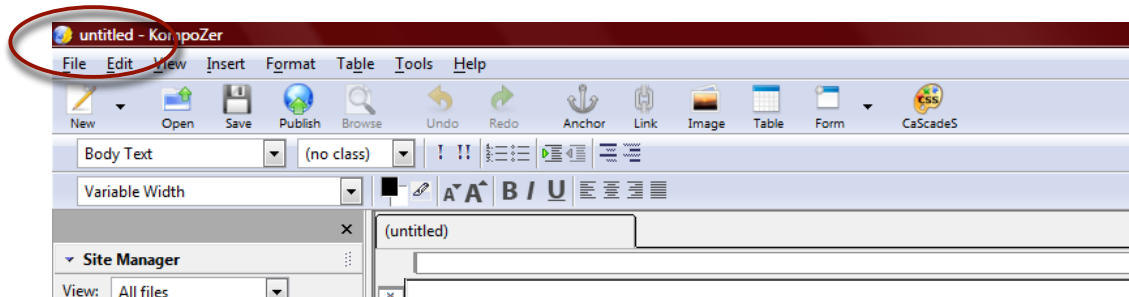 untitled - KompoZer
File Edit View Insert Format Table Tools Help
New Open Save Publish Browse Undo Redo Anchor Link Image Table Form CSS CaScadeS
Body Text (no class) ! !!
Variable Width A A B I U
(untitled)
Site Manager
View: All files